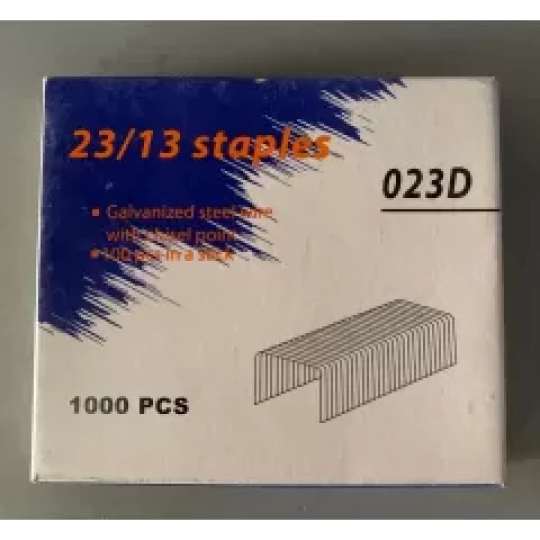 23/13 staples
023D
▪ Galvanized steel wire
with chisel point
▪ 100 pcs in a stick
1000 PCS